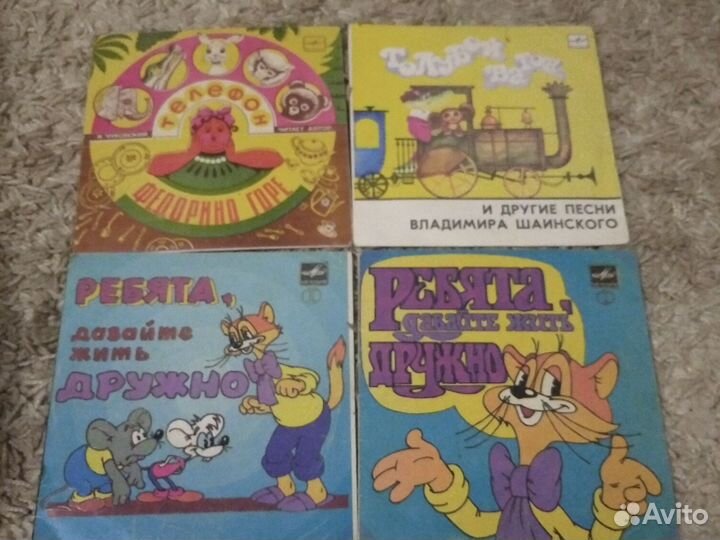 К. ЧУКОВСКИЙ
ТЕЛЕФОН
ЧИТАЕТ АВТОР
ФЕДОРИНО ГОРЕ
ГОЛУБОЙ
ВАГОН
И ДРУГИЕ ПЕСНИ
ВЛАДИМИРА ШАИНСКОГО
РЕБЯТА,
давайте
жить
ДРУЖНО
РЕБЯТА,
давайте жить
ДРУЖНО
Avito